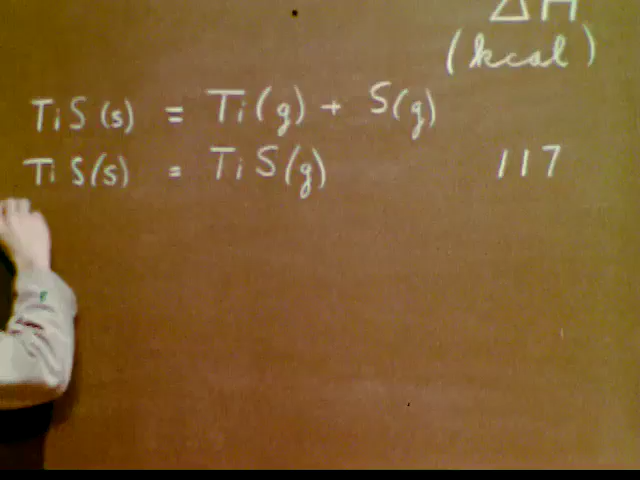 ΔH
(kcal)
TiS(s) = Ti(g) + S(g)
TiS(s) = TiS(g) 117